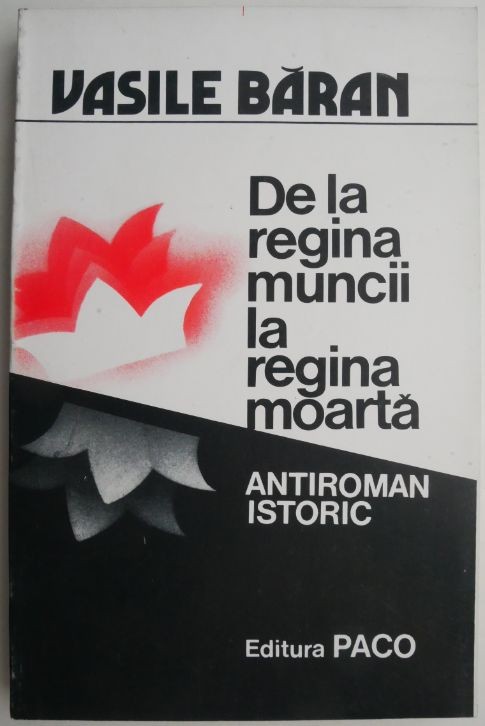 VASILE BĂRAN
De la
regina
muncii
la
regina
moartă
ANTIROMAN
ISTORIC
Editura PACO